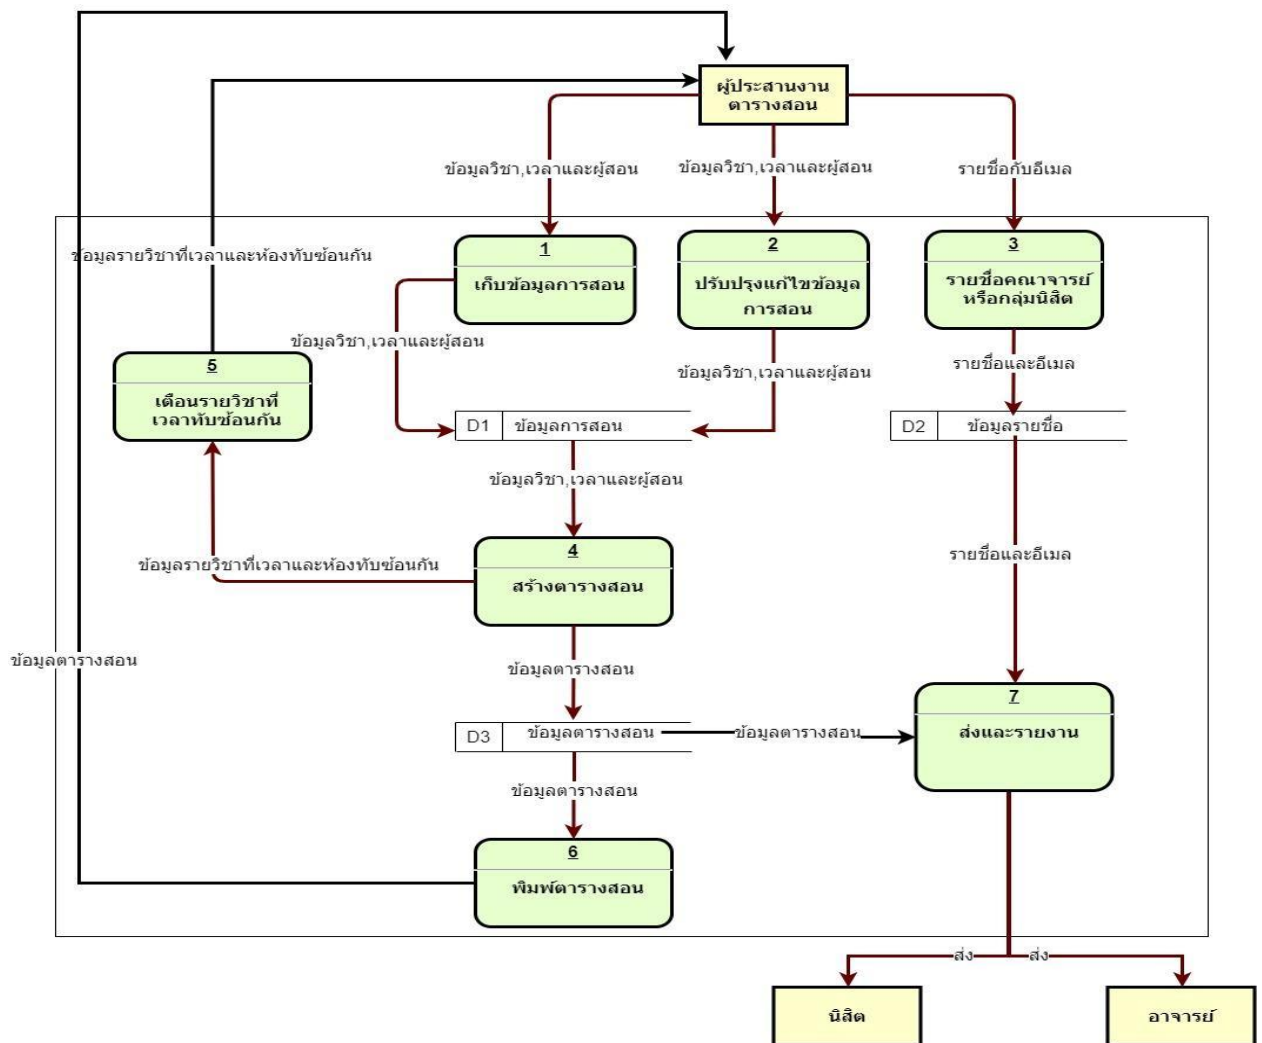 ผู้ประสานงาน
ตารางสอน
ข้อมูลวิชา,เวลาและผู้สอน
ข้อมูลวิชา,เวลาและผู้สอน
รายชื่อกับอีเมล
ข้อมูลรายวิชาที่เวลาและห้องทับซ้อนกัน
1
เก็บข้อมูลการสอน
2
ปรับปรุงแก้ไขข้อมูล
การสอน
3
รายชื่อคณาจารย์
หรือกลุ่มนิสิต
ข้อมูลวิชา,เวลาและผู้สอน
5
เตือนรายวิชาที่
เวลาทับซ้อนกัน
ข้อมูลวิชา,เวลาและผู้สอน
รายชื่อและอีเมล
D1 ข้อมูลการสอน
D2 ข้อมูลรายชื่อ
ข้อมูลวิชา,เวลาและผู้สอน
4
สร้างตารางสอน
ข้อมูลรายวิชาที่เวลาและห้องทับซ้อนกัน
รายชื่อและอีเมล
ข้อมูลตารางสอน
ข้อมูลตารางสอน
D3 ข้อมูลตารางสอน
ข้อมูลตารางสอน
7
ส่งและรายงาน
ข้อมูลตารางสอน
6
พิมพ์ตารางสอน
ส่ง
ส่ง
นิสิต
อาจารย์